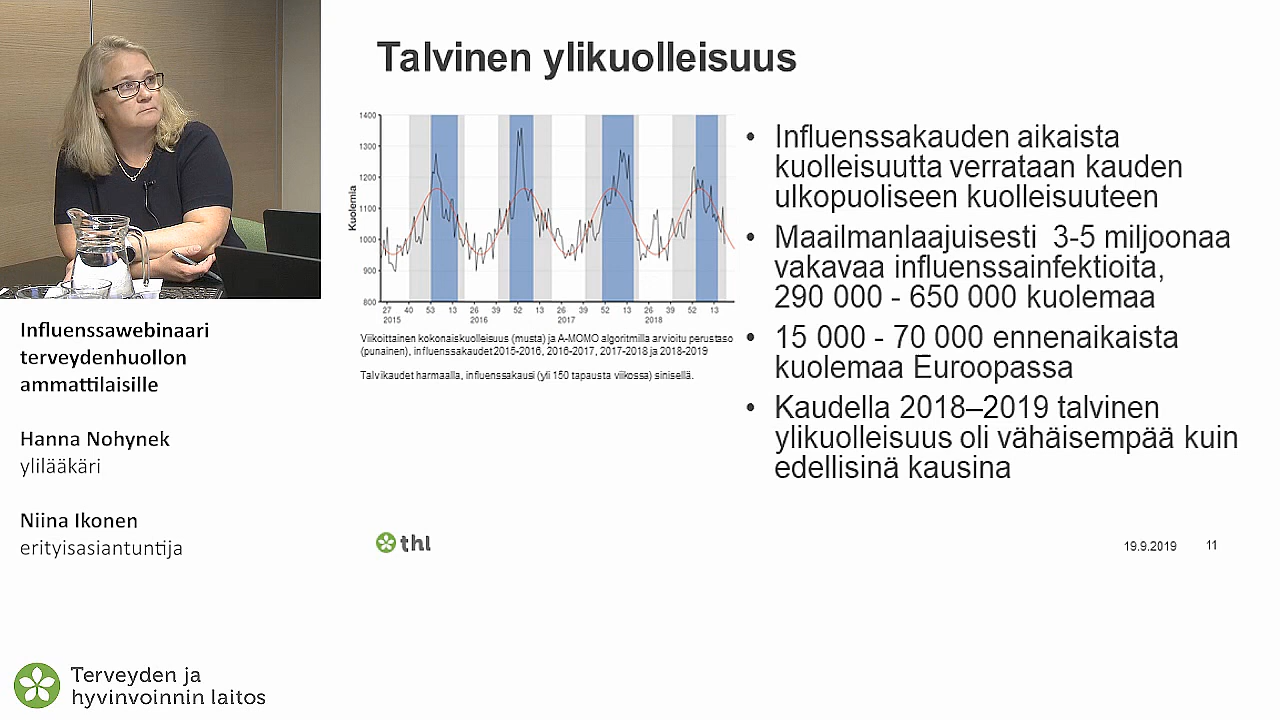 Talvinen ylikuolleisuus
1400
1300
1200
1100
1000
900
800
Kuolemia
27 40 53 13 26 39 52 13 26 39 52 13 26 39 52 13
2015 2016 2017 2018
Viikoittainen kokonaiskuolleisuus (musta) ja A-MOMO algoritmilla arvioitu perustaso
(punainen), influenssakaudet 2015-2016, 2016-2017, 2017-2018 ja 2018-2019
Talvikaudet harmaalla, influenssakausi (yli 150 tapausta viikossa) sinisellä.
• Influenssakauden aikaista
kuolleisuutta verrataan kauden
ulkopuoliseen kuolleisuuteen
• Maailmanlaajuisesti 3-5 miljoonaa
vakavaa influenssainfektioita,
290 000 - 650 000 kuolemaa
• 15 000 - 70 000 ennenaikaista
kuolemaa Euroopassa
• Kaudella 2018–2019 talvinen
ylikuolleisuus oli vähäisempää kuin
edellisinä kausina
thl
19.9.2019 11
Influenssawebinaari
terveydenhuollon
ammattilaisille
Hanna Nohynek
ylilääkäri
Niina Ikonen
erityisasiantuntija
Terveyden ja
hyvinvoinnin laitos